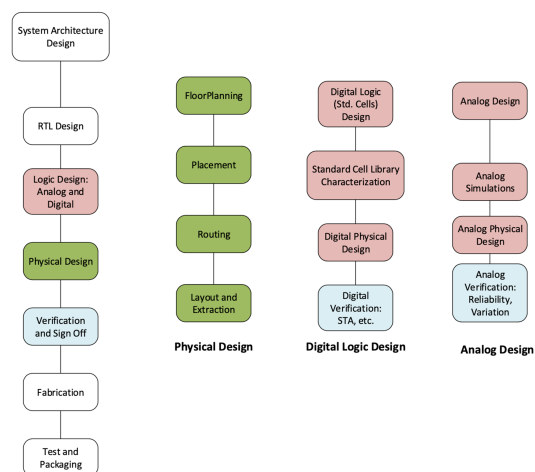 System Architecture
Design
RTL Design
Logic Design:
Analog and
Digital
Physical Design
Verification
and Sign Off
Fabrication
Test and
Packaging
FloorPlanning
Placement
Routing
Layout and
Extraction
Physical Design
Digital Logic
(Std. Cells)
Design
Standard Cell Library
Characterization
Digital Physical
Design
Digital
Verification:
STA, etc.
Digital Logic Design
Analog Design
Analog
Simulations
Analog Physical
Design
Analog
Verification:
Reliability,
Variation
Analog Design